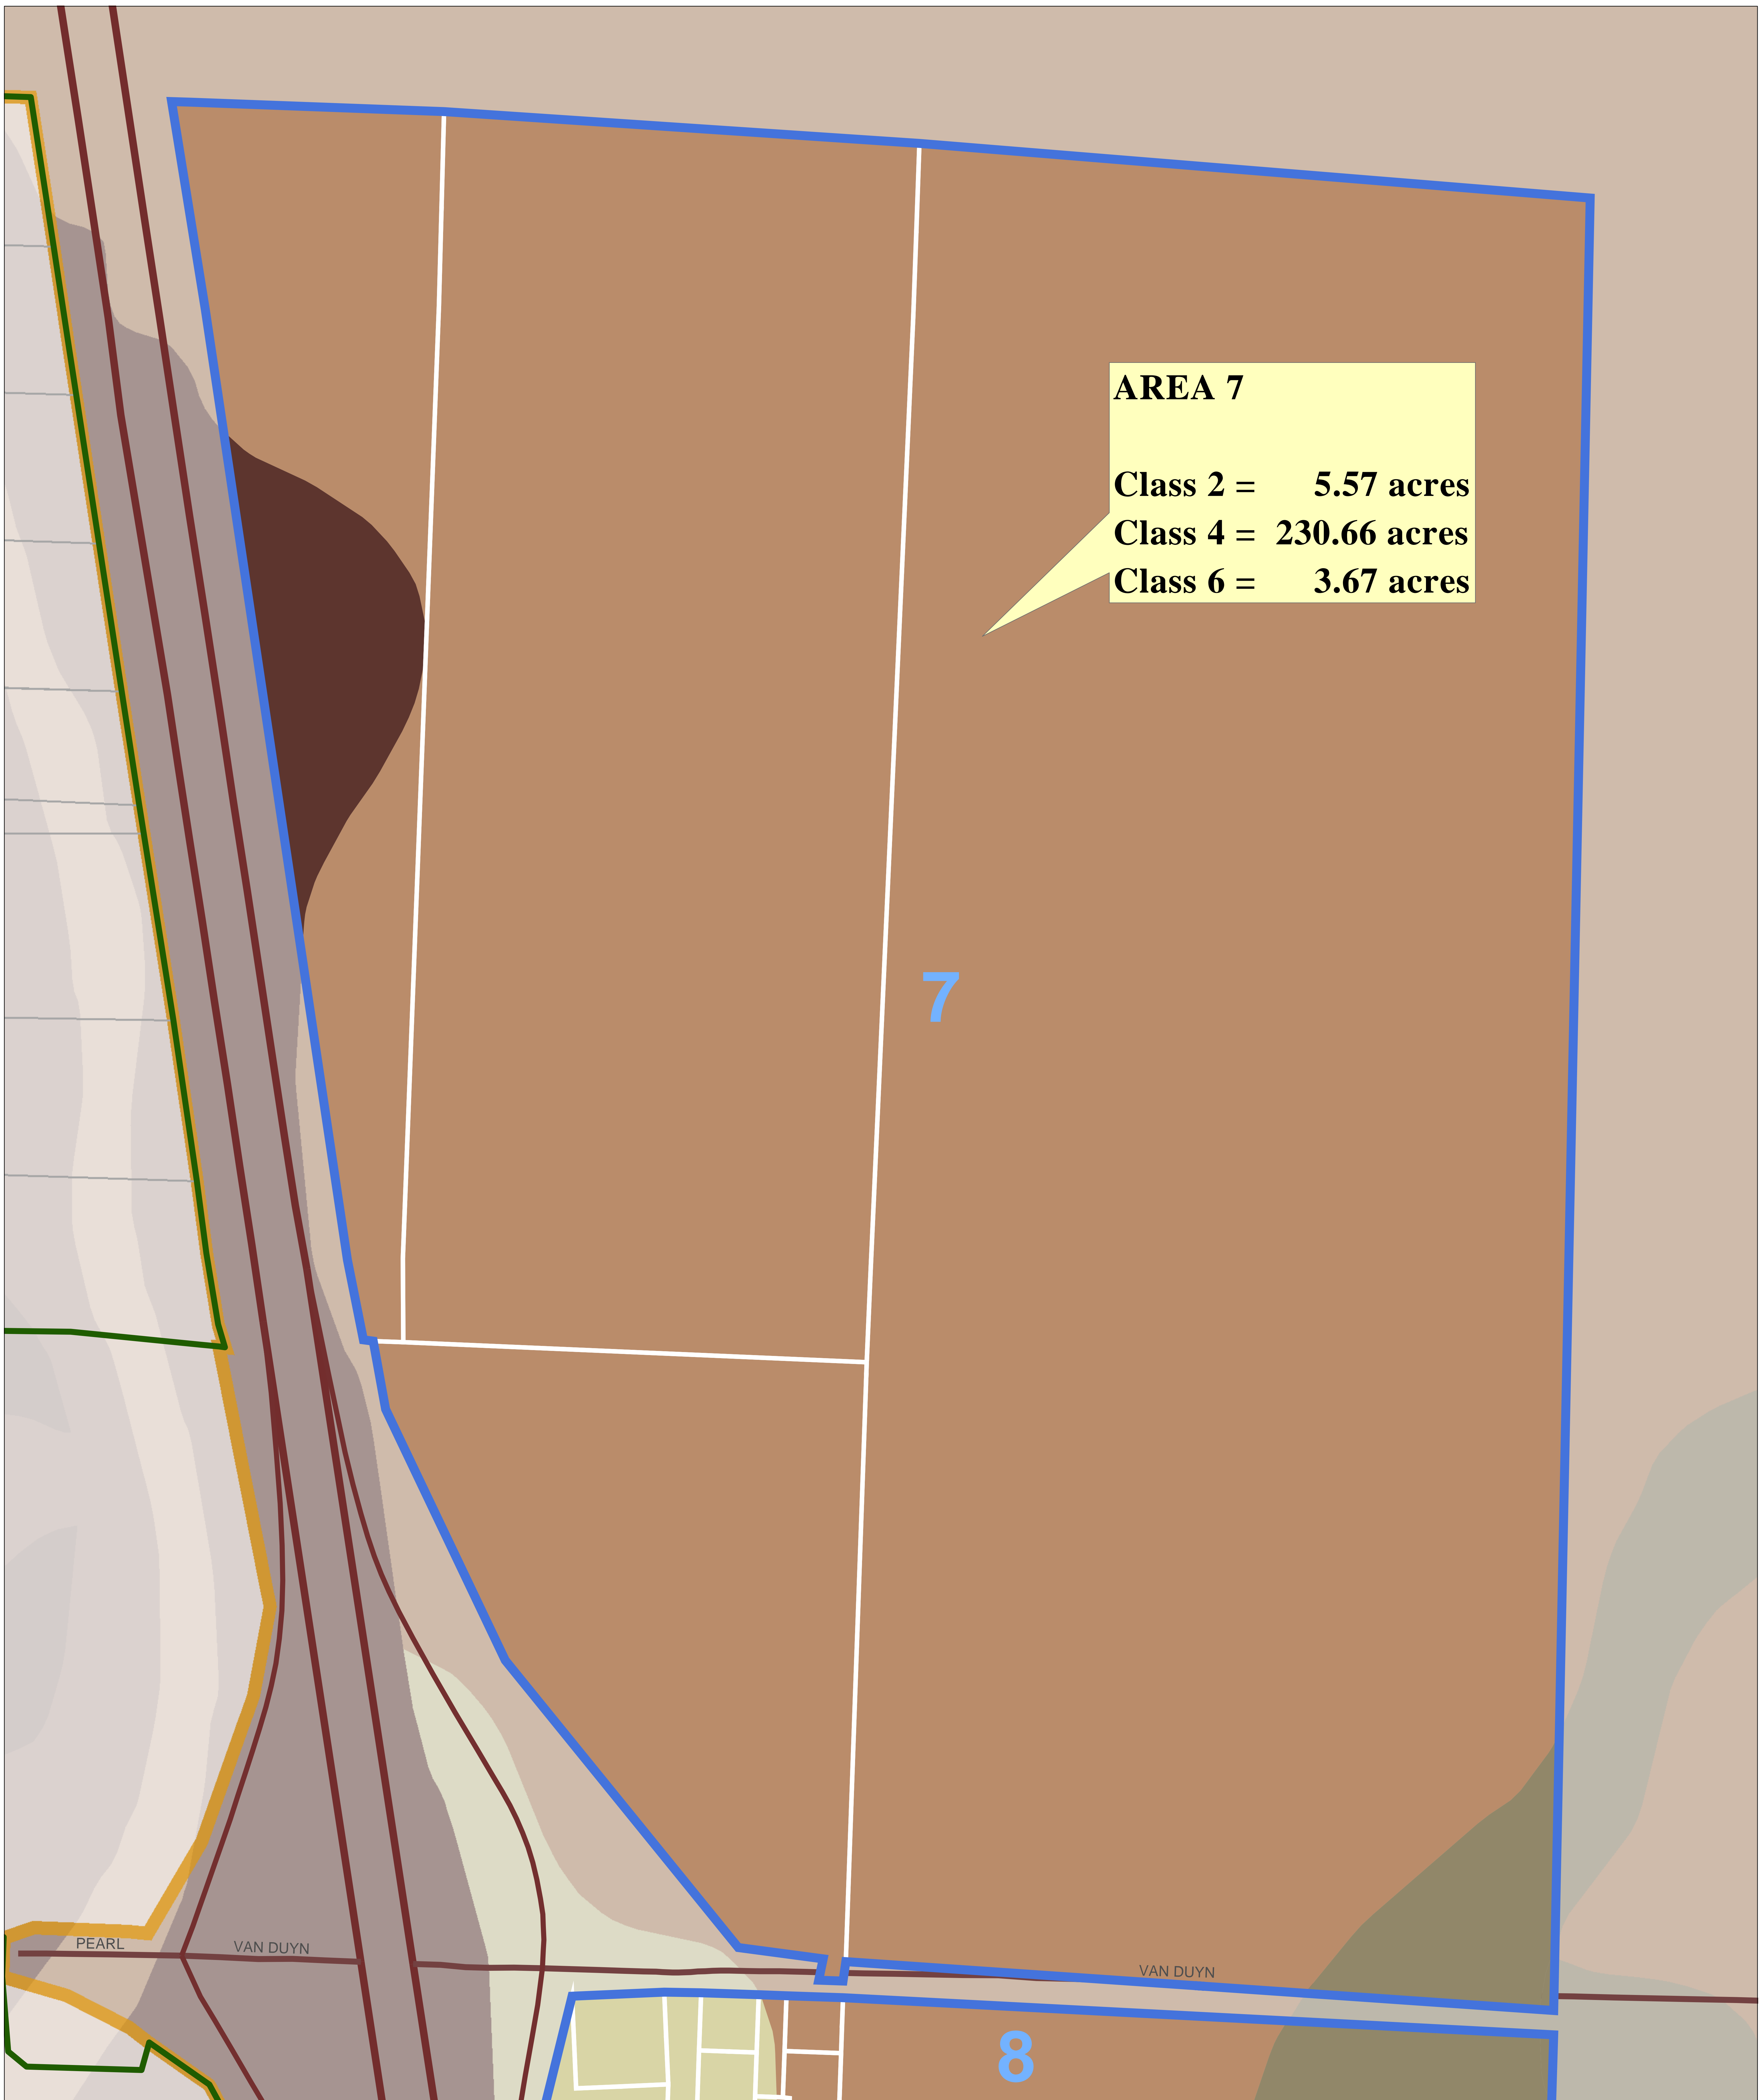 AREA 7
Class 2 = 5.57 acres
Class 4 = 230.66 acres
Class 6 = 3.67 acres
7
PEARL
VAN DUYN
VAN DUYN
8